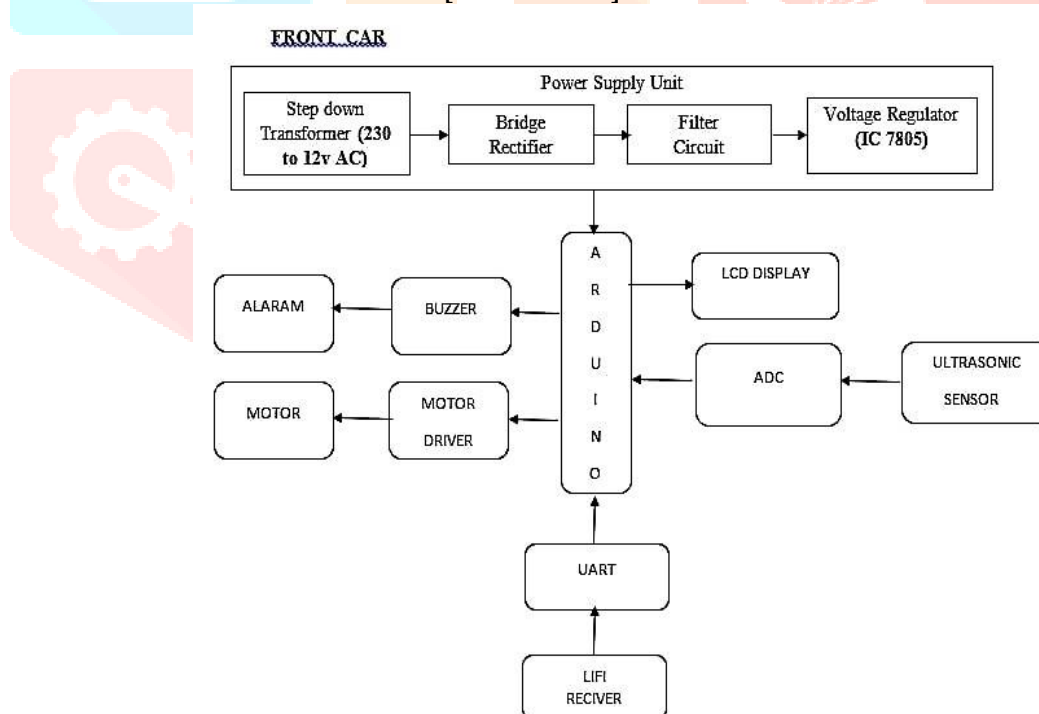 FRONT CAR
Power Supply Unit
Step down
Transformer (230
to 12v AC)
Bridge
Rectifier
Filter
Circuit
Voltage Regulator
(IC 7805)
A
R
D
U
I
N
O
LCD DISPLAY
ALARAM
BUZZER
ADC
ULTRASONIC
SENSOR
MOTOR
MOTOR
DRIVER
UART
LIFI
RECIVER